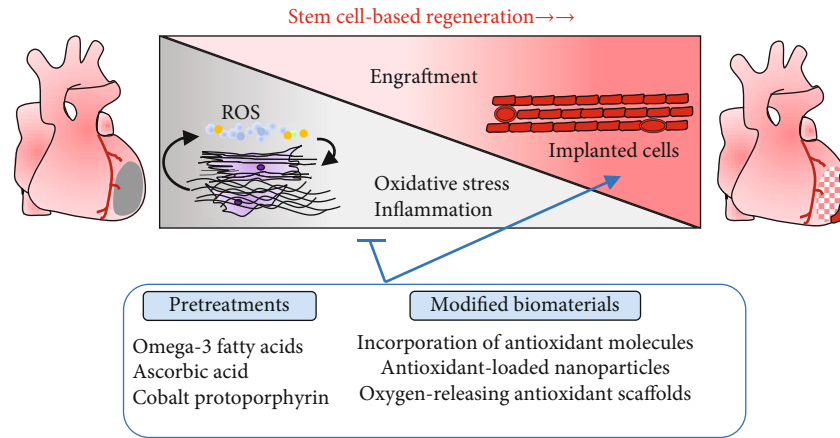 Stem cell-based regeneration→→
Engraftment
ROS
Implanted cells
Oxidative stress
Inflammation
Pretreatments
Omega-3 fatty acids
Ascorbic acid
Cobalt protoporphyrin
Modified biomaterials
Incorporation of antioxidant molecules
Antioxidant-loaded nanoparticles
Oxygen-releasing antioxidant scaffolds